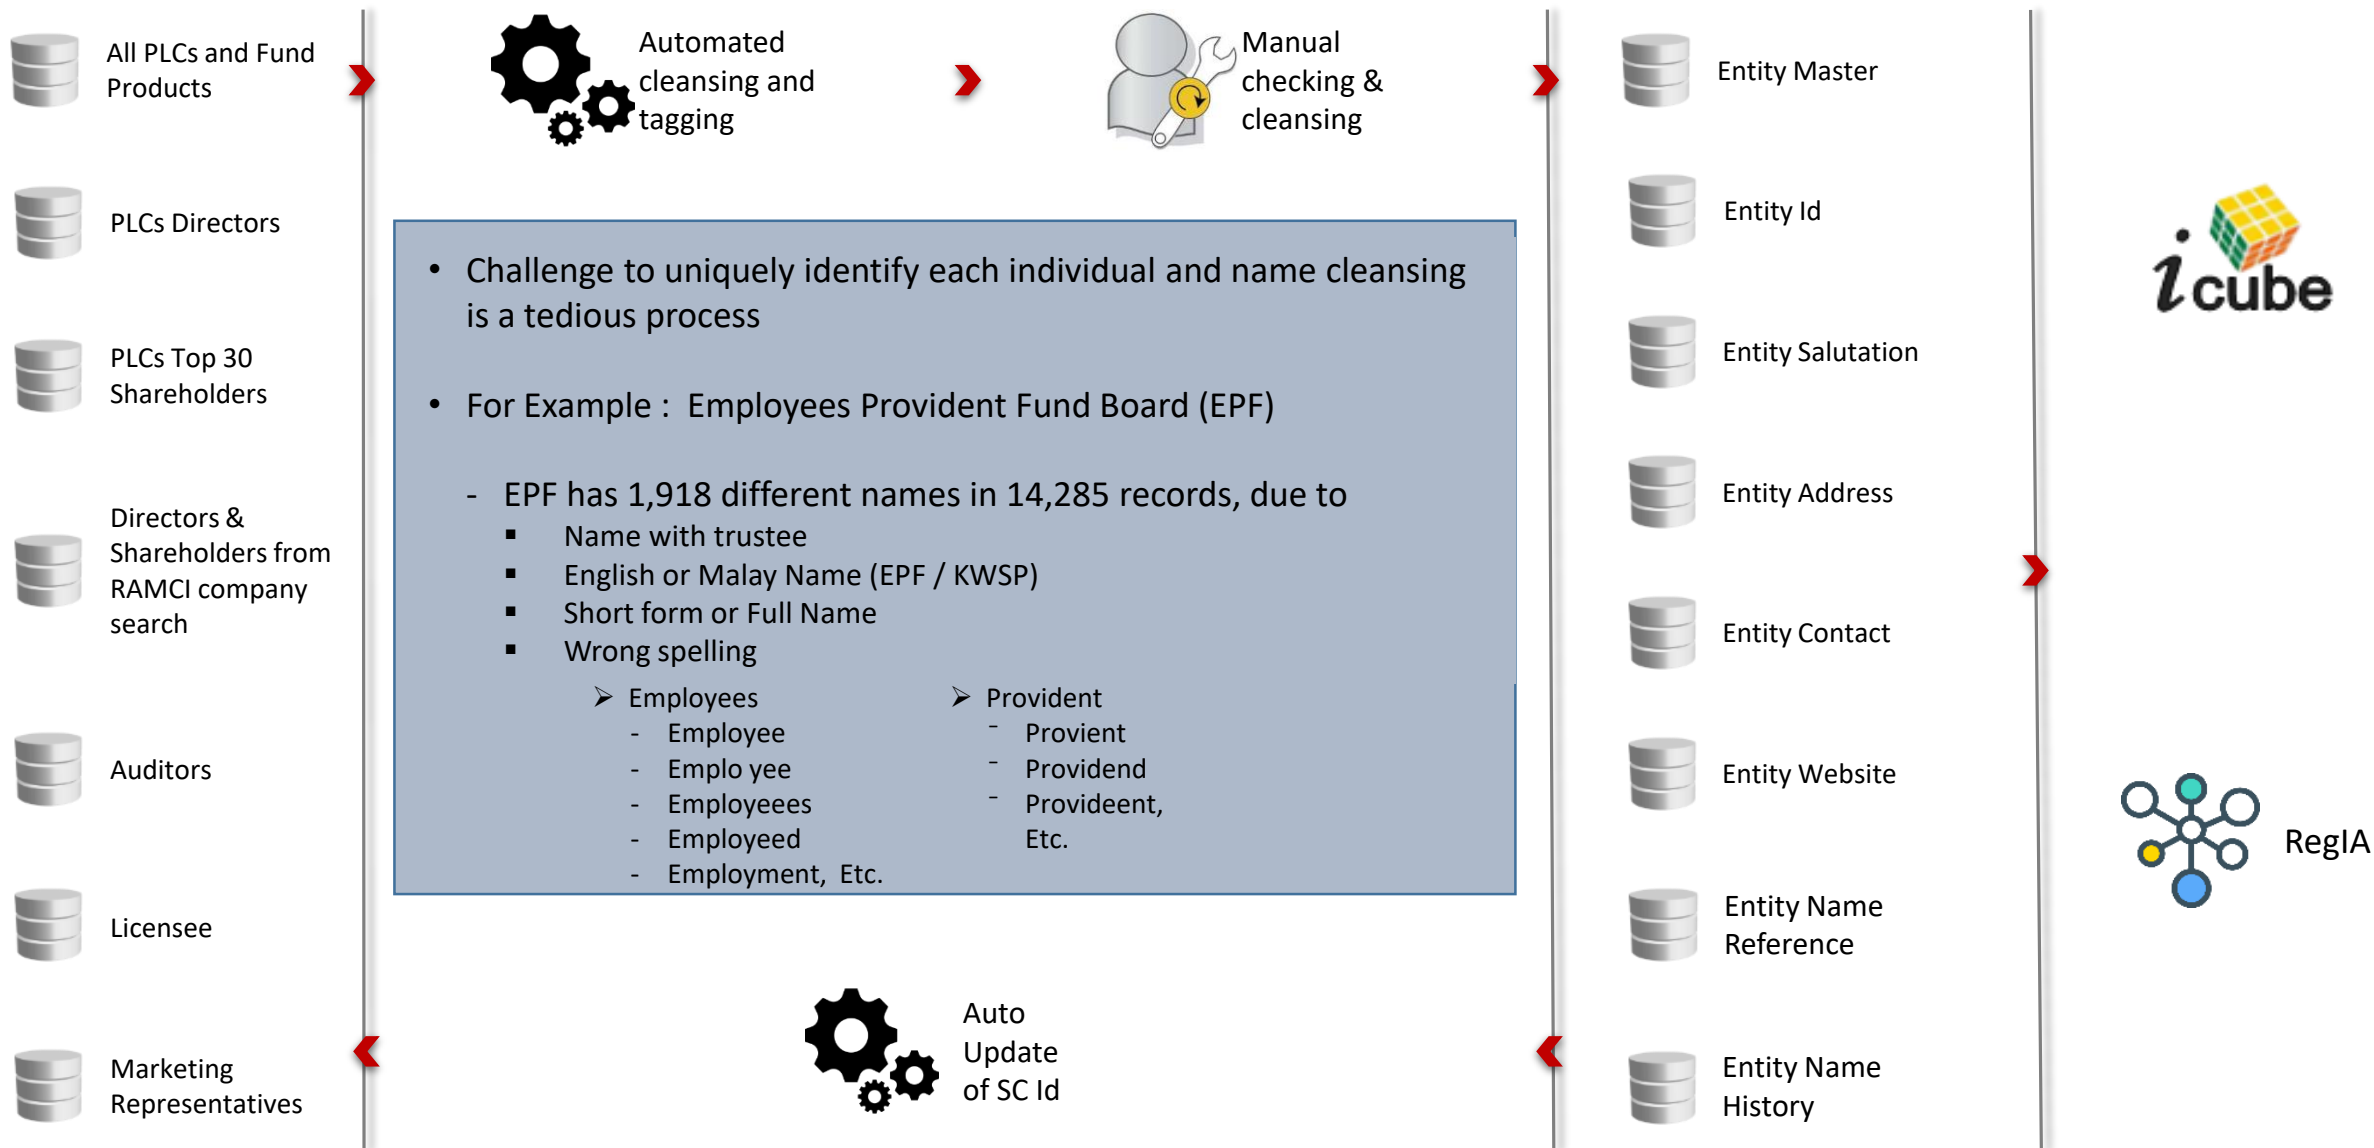 All PLCs and Fund
Products
PLCs Directors
PLCs Top 30
Shareholders
Directors &
Shareholders from
RAMCI company
search
Auditors
Licensee
Marketing
Representatives
Automated
cleansing and
tagging
Manual
checking &
cleansing
• Challenge to uniquely identify each individual and name cleansing
is a tedious process
• For Example :  Employees Provident Fund Board (EPF)
- EPF has 1,918 different names in 14,285 records, due to
▪ Name with trustee
▪ English or Malay Name (EPF / KWSP)
▪ Short form or Full Name
▪ Wrong spelling
➢ Employees
- Employee
- Emplo yee
- Employeees
- Employeed
- Employment,  Etc.
➢ Provident
⁻ Provient
⁻ Providend
⁻ Provideent,
Etc.
Auto
Update
of SC Id
Entity Master
Entity Id
Entity Salutation
Entity Address
Entity Contact
Entity Website
Entity Name
Reference
Entity Name
History
icube
RegIA